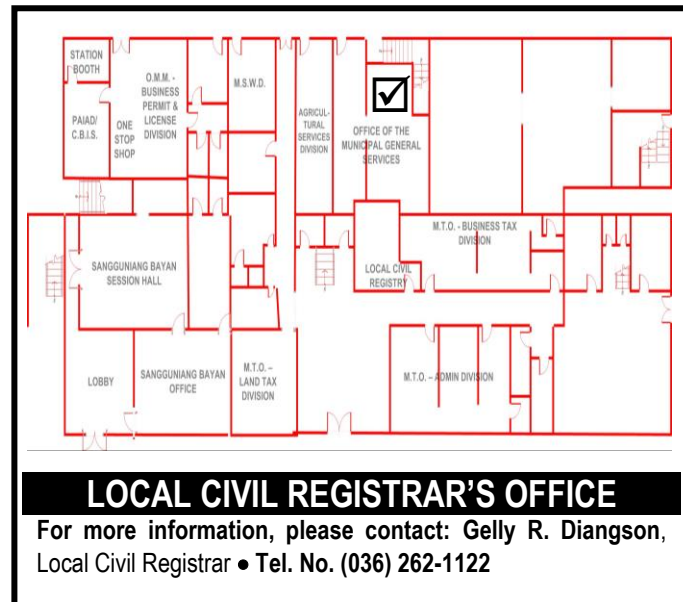 STATION
BOOTH
O.M.M. -
BUSINESS
PERMIT &
LICENSE
DIVISION
M.S.W.D.
PAIAD/
C.B.I.S.
ONE
STOP
SHOP
AGRICUL-
TURAL
SERVICES
DIVISION
OFFICE OF THE
MUNICIPAL GENERAL
SERVICES
M.T.O. - BUSINESS TAX
DIVISION
SANGGUNIANG BAYAN
SESSION HALL
LOCAL CIVIL
REGISTRY
LOBBY
SANGGUNIANG BAYAN
OFFICE
M.T.O. –
LAND TAX
DIVISION
M.T.O. – ADMIN DIVISION
LOCAL CIVIL REGISTRAR’S OFFICE
For more information, please contact: Gelly R. Diangson,
Local Civil Registrar ● Tel. No. (036) 262-1122